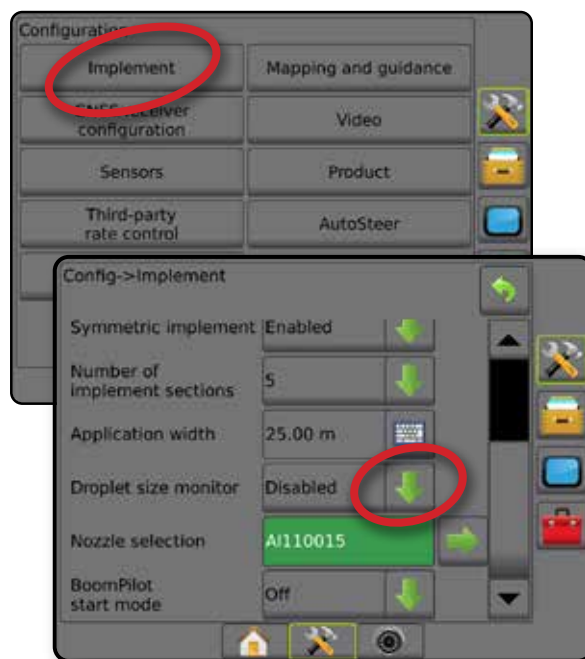 Configuration
Implement
Mapping and guidance
GNSS receiver
configuration
Video
Sensors
Product
Third-party
rate control
AutoSteer
Config->Implement
Symmetric implement
Enabled
Number of
implement sections
5
Application width
25.00 m
Droplet size monitor
Disabled
Nozzle selection
AI110015
BoomPilot
start mode
Off